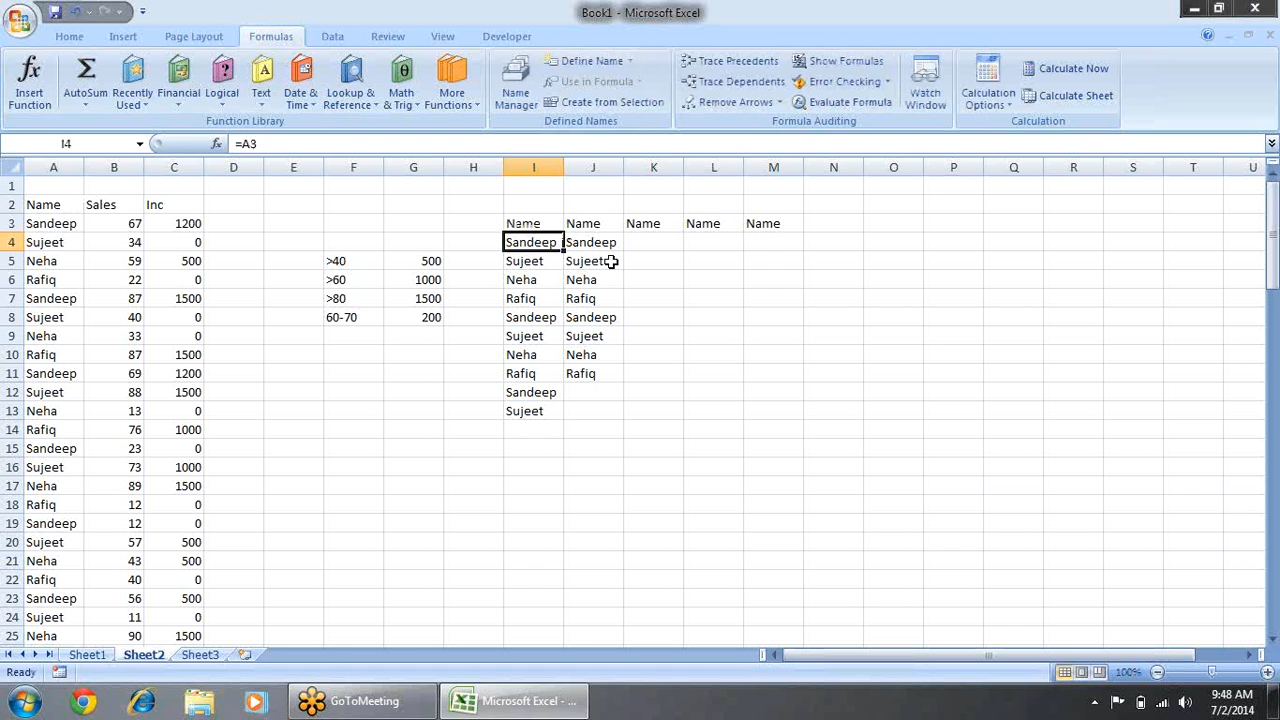 Book1 - Microsoft Excel
Home Insert Page Layout Formulas Data Review View Developer
Insert Function
AutoSum
Recently Used
Financial
Logical
Text
Date & Time
Lookup & Reference
Math & Trig
More Functions
Function Library
Name Manager
Define Name
Use in Formula
Create from Selection
Defined Names
Trace Precedents
Trace Dependents
Remove Arrows
Show Formulas
Error Checking
Evaluate Formula
Watch Window
Formula Auditing
Calculation Options
Calculate Now
Calculate Sheet
Calculation
I4 fx =A3
A B C D E F G H I J K L M N O P Q R S T U
1
2 Name Sales Inc
3 Sandeep 67 1200 Name Name Name Name Name
4 Sujeet 34 0 Sandeep Sandeep
5 Neha 59 500 >40 500 Sujeet Sujeet
6 Rafiq 22 0 >60 1000 Neha Neha
7 Sandeep 87 1500 >80 1500 Rafiq Rafiq
8 Sujeet 40 0 60-70 200 Sandeep Sandeep
9 Neha 33 0 Sujeet Sujeet
10 Rafiq 87 1500 Neha Neha
11 Sandeep 69 1200 Rafiq Rafiq
12 Sujeet 88 1500 Sandeep
13 Neha 13 0 Sujeet
14 Rafiq 76 1000
15 Sandeep 23 0
16 Sujeet 73 1000
17 Neha 89 1500
18 Rafiq 12 0
19 Sandeep 12 0
20 Sujeet 57 500
21 Neha 43 500
22 Rafiq 40 0
23 Sandeep 56 500
24 Sujeet 11 0
25 Neha 90 1500
Sheet1 Sheet2 Sheet3
Ready 100%
GoToMeeting Microsoft Excel - ... 9:48 AM
7/2/2014